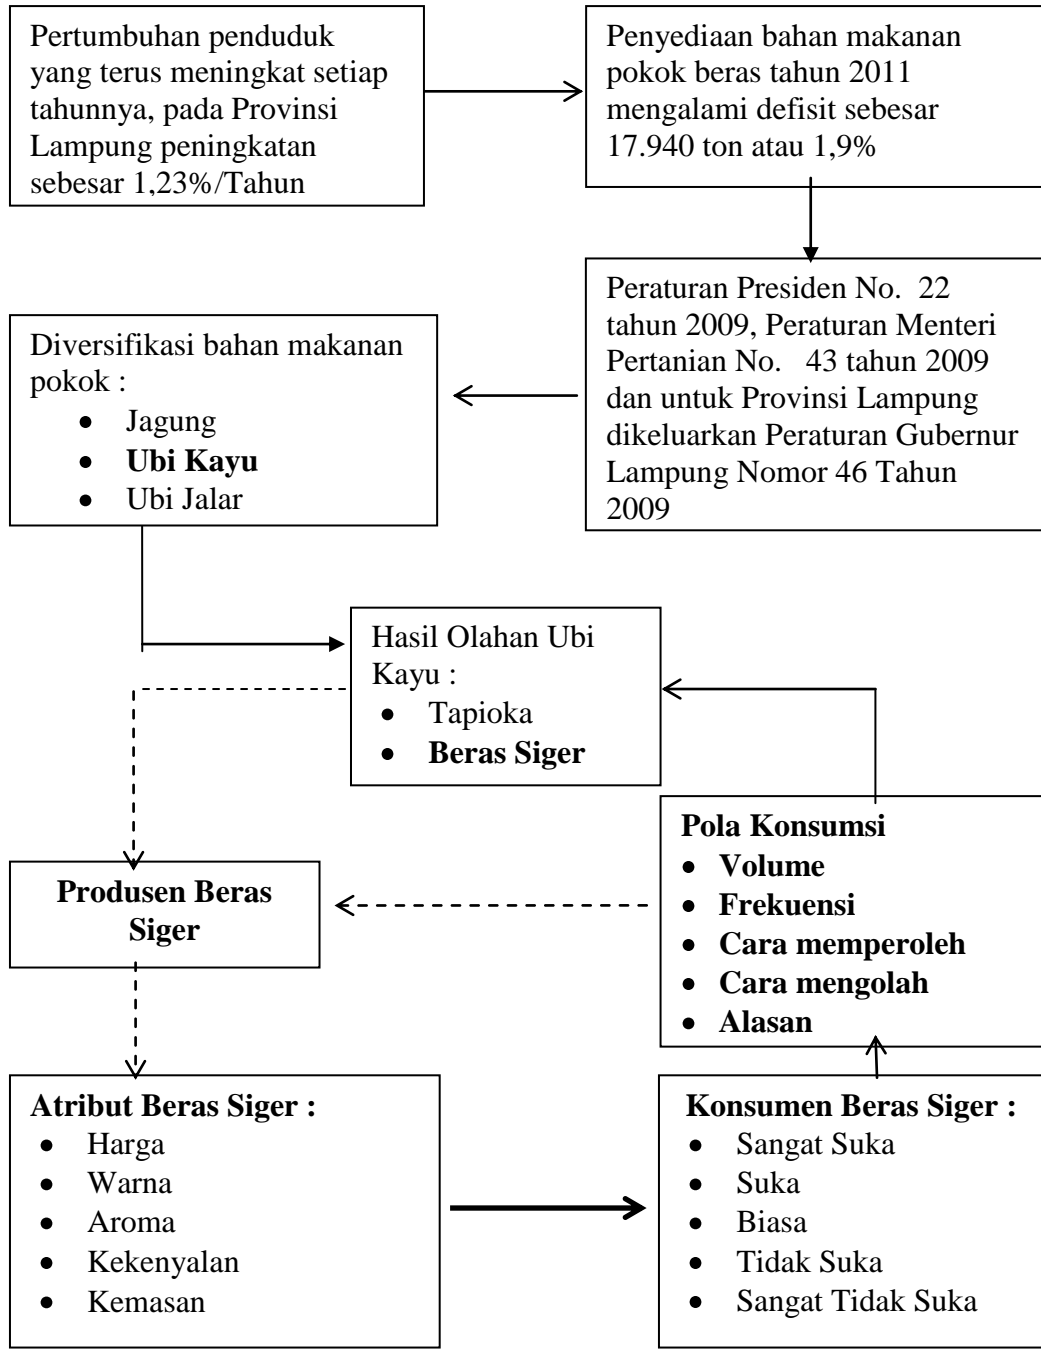 Pertumbuhan penduduk
yang terus meningkat setiap
tahunnya, pada Provinsi
Lampung peningkatan
sebesar 1,23%/Tahun
Penyediaan bahan makanan
pokok beras tahun 2011
mengalami defisit sebesar
17.940 ton atau 1,9%
Peraturan Presiden No. 22
tahun 2009, Peraturan Menteri
Pertanian No. 43 tahun 2009
dan untuk Provinsi Lampung
dikeluarkan Peraturan Gubernur
Lampung Nomor 46 Tahun
2009
Diversifikasi bahan makanan
pokok :
• Jagung
• Ubi Kayu
• Ubi Jalar
Hasil Olahan Ubi
Kayu :
• Tapioka
• Beras Siger
Pola Konsumsi
• Volume
• Frekuensi
• Cara memperoleh
• Cara mengolah
• Alasan
Produsen Beras
Siger
Atribut Beras Siger :
• Harga
• Warna
• Aroma
• Kekenyalan
• Kemasan
Konsumen Beras Siger :
• Sangat Suka
• Suka
• Biasa
• Tidak Suka
• Sangat Tidak Suka